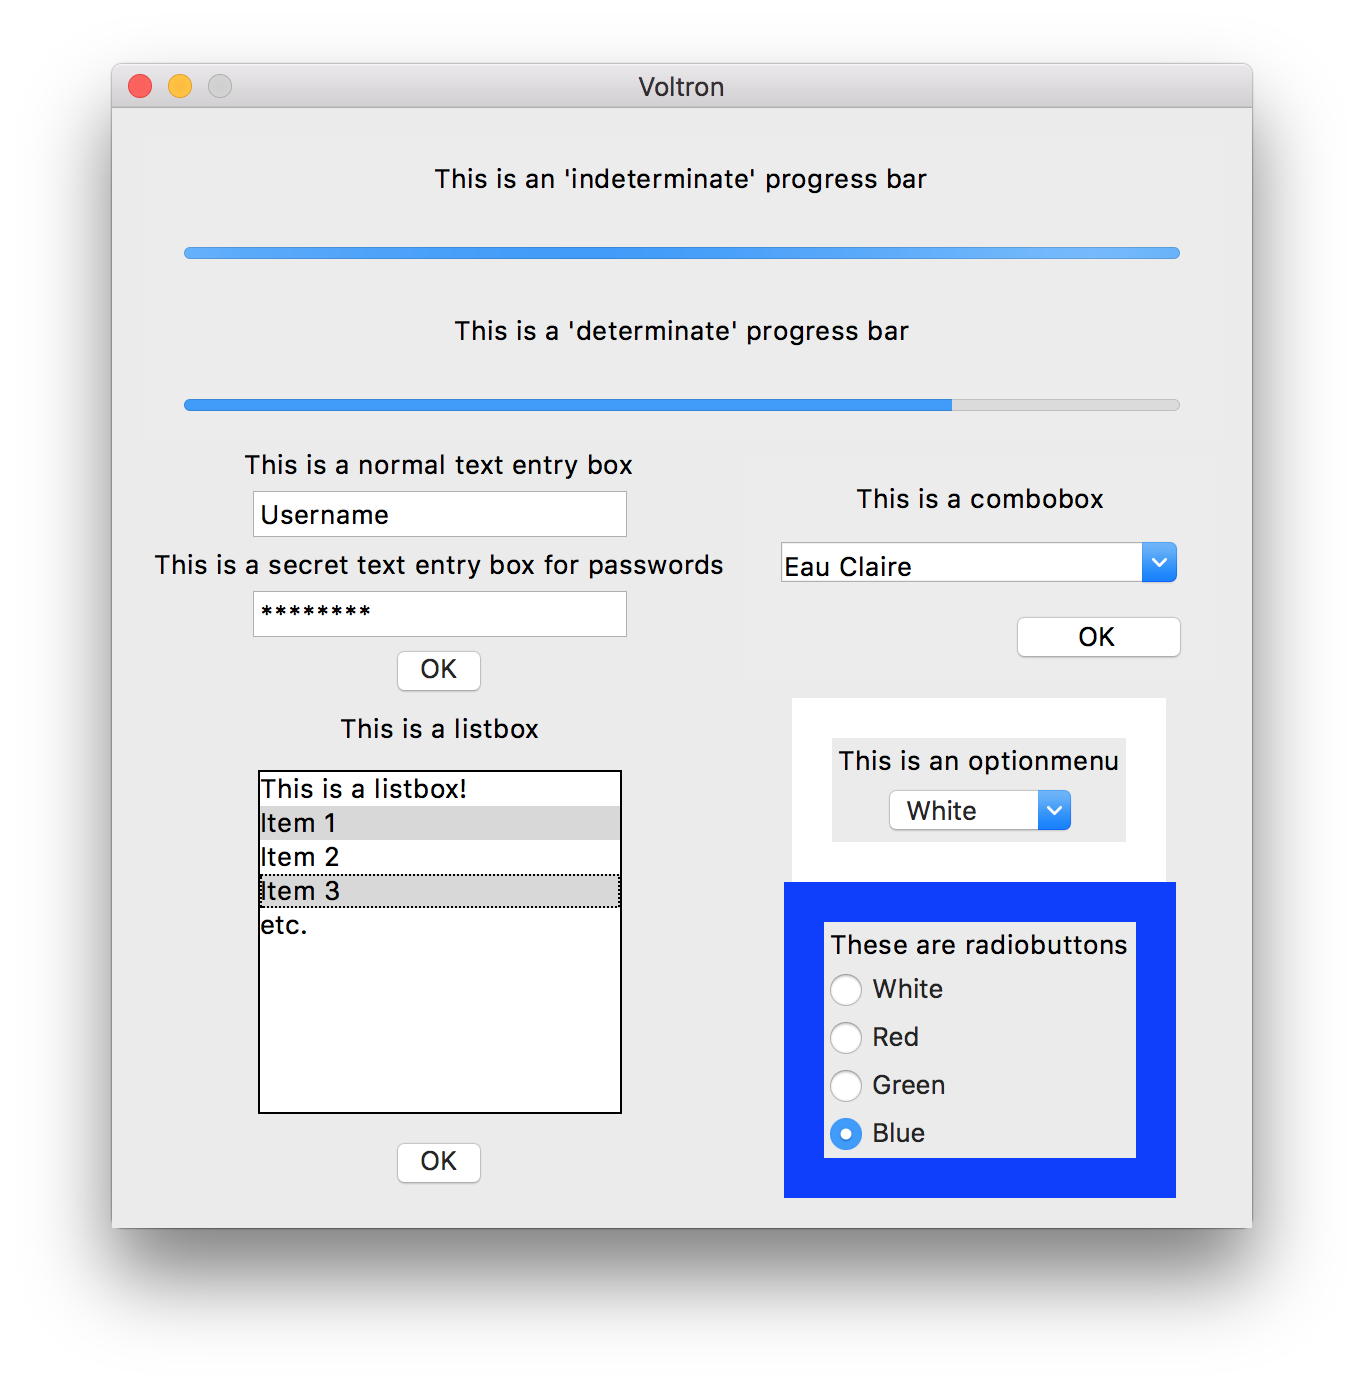 Voltron
This is an 'indeterminate' progress bar
This is a 'determinate' progress bar
This is a normal text entry box
Username
This is a secret text entry box for passwords
********
OK
This is a listbox
This is a listbox!
Item 1
Item 2
Item 3
etc.
OK
This is a combobox
Eau Claire
OK
This is an optionmenu
White
These are radiobuttons
White
Red
Green
Blue